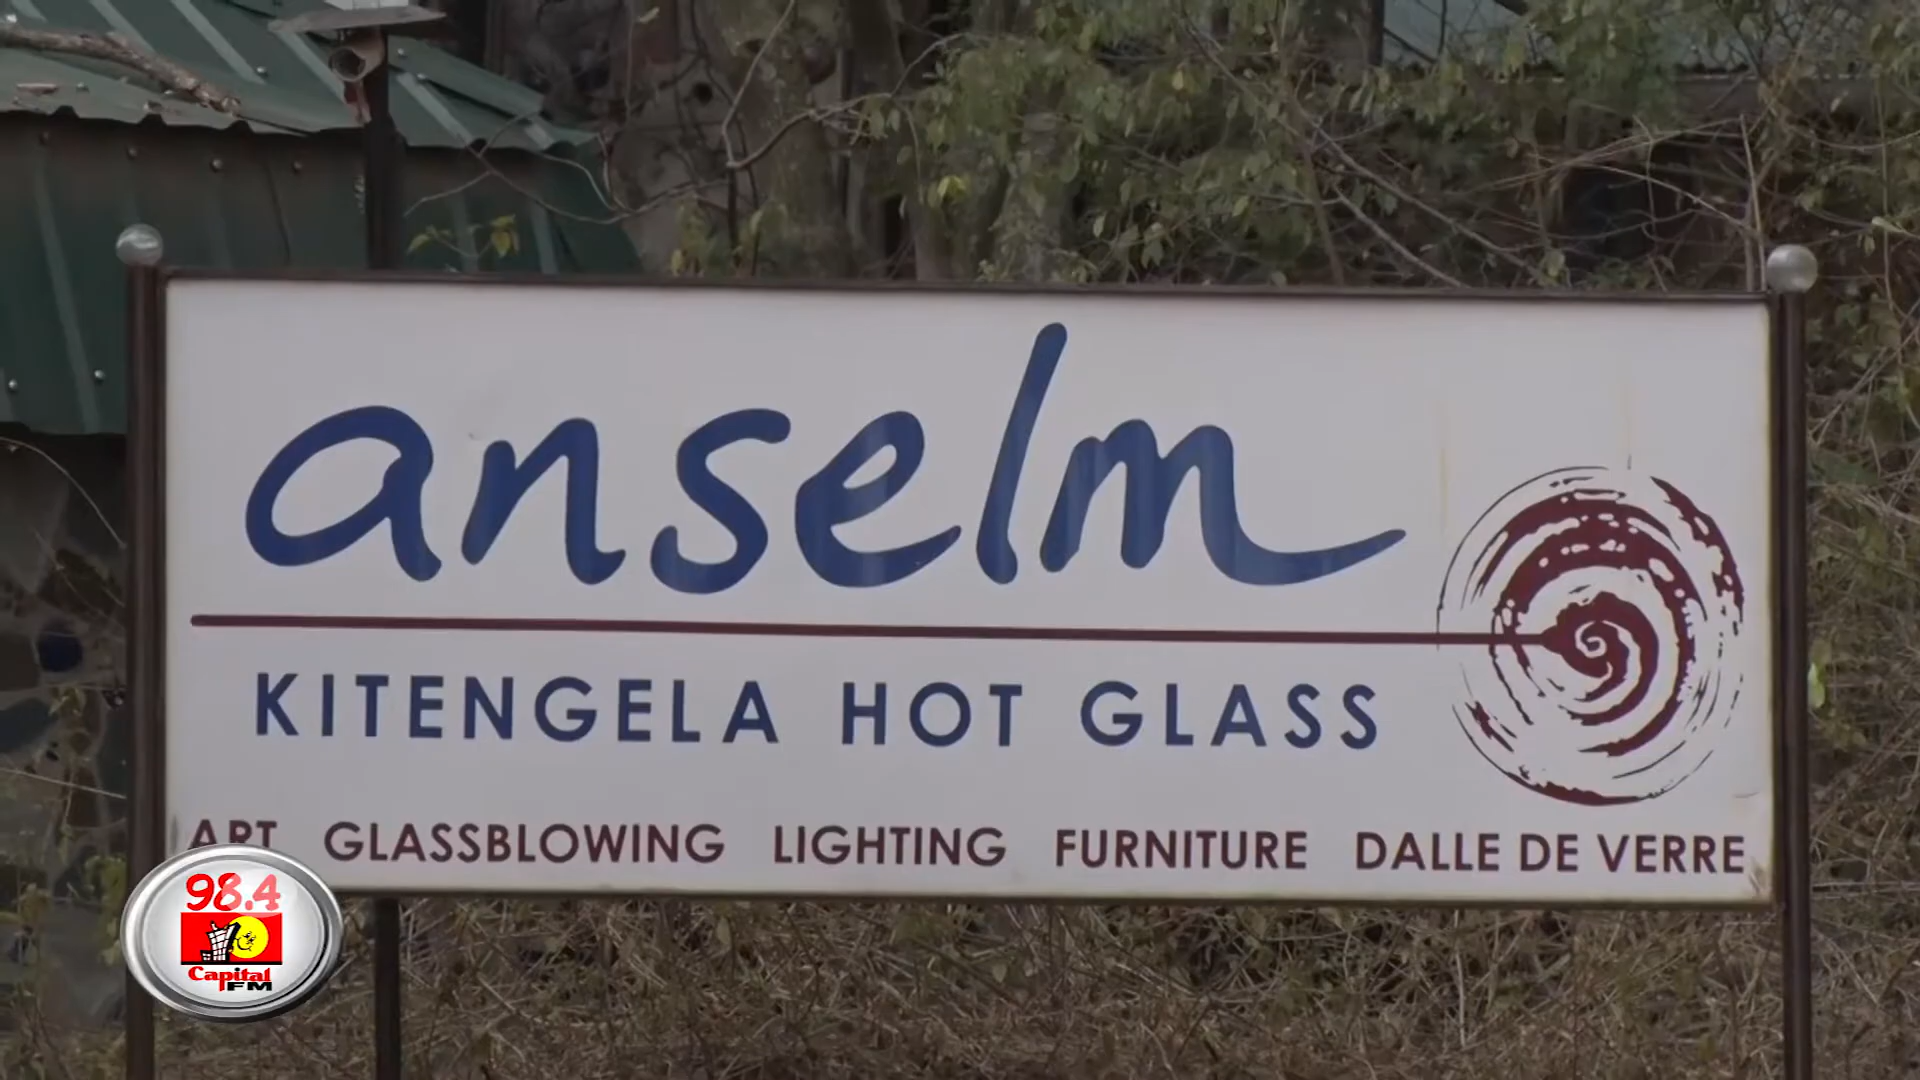 anselm
KITENGELA HOT GLASS
ART GLASSBLOWING LIGHTING FURNITURE DALLE DE VERRE
98.4
Capital
FM